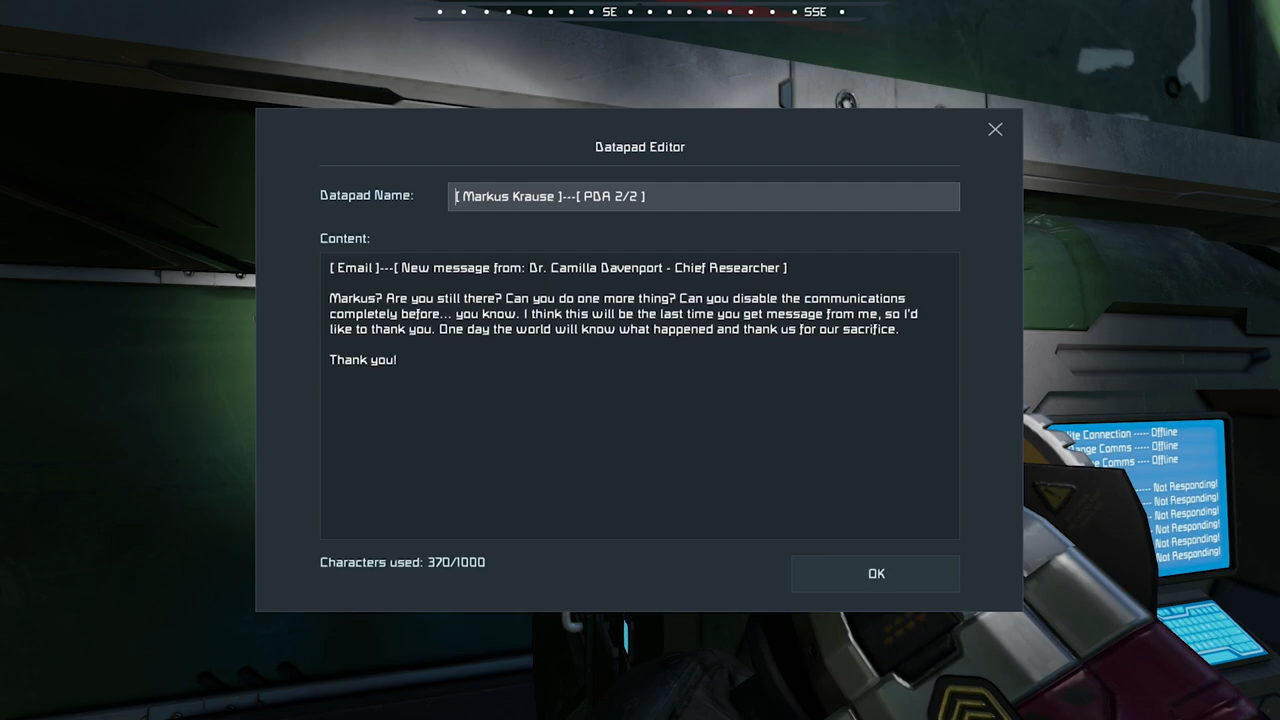 SE SSE
Datapad Editor
Datapad Name: [ Markus Krause ]---[ PDA 2/2 ]
Content:
[ Email ]---[ New message from: Dr. Camilla Davenport - Chief Researcher ]
Markus? Are you still there? Can you do one more thing? Can you disable the communications
completely before... you know. I think this will be the last time you get message from me, so I'd
like to thank you. One day the world will know what happened and thank us for our sacrifice.
Thank you!
Connection ----- Offline
Comms ---- Offline
Comms ---- Offline
Not Responding!
Not Responding!
Not Responding!
Not Responding!
Not Responding!
Not Responding!
Characters used: 370/1000
OK